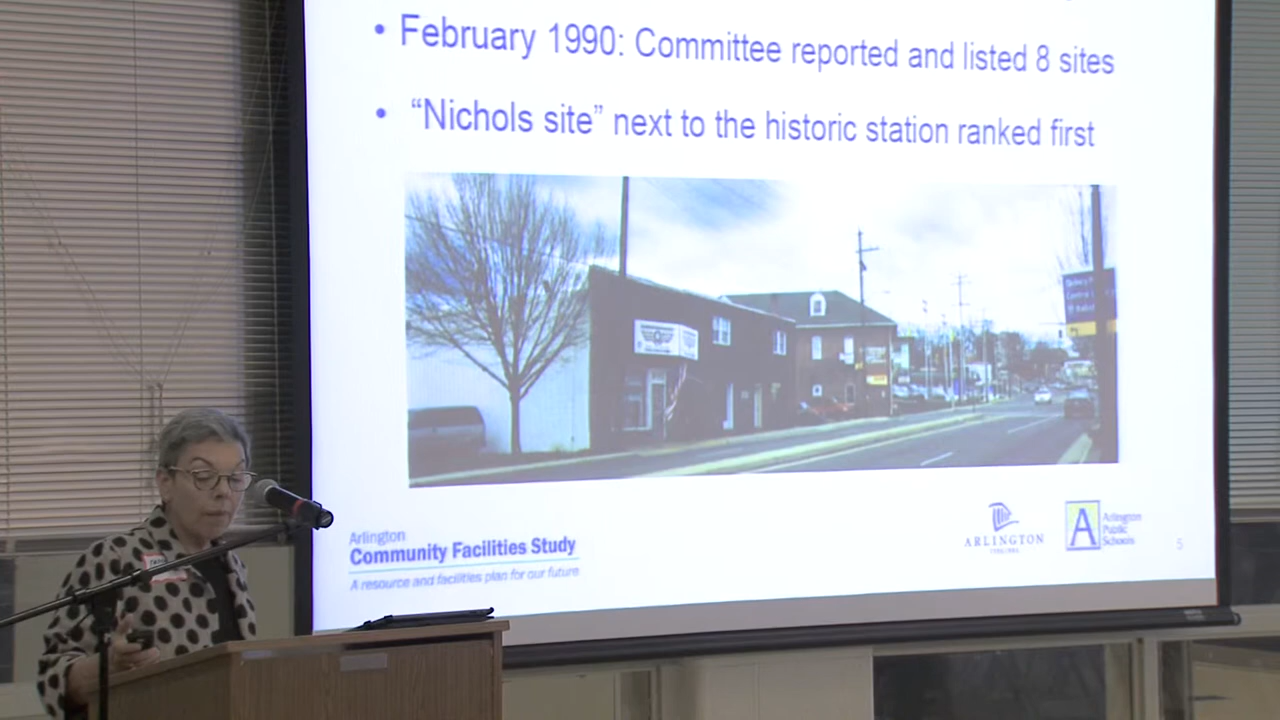 • February 1990: Committee reported and listed 8 sites
• “Nichols site” next to the historic station ranked first
Arlington
Community Facilities Study
A resource and facilities plan for our future
ARLINGTON
VIRGINIA
A
Arlington
Public
Schools
5